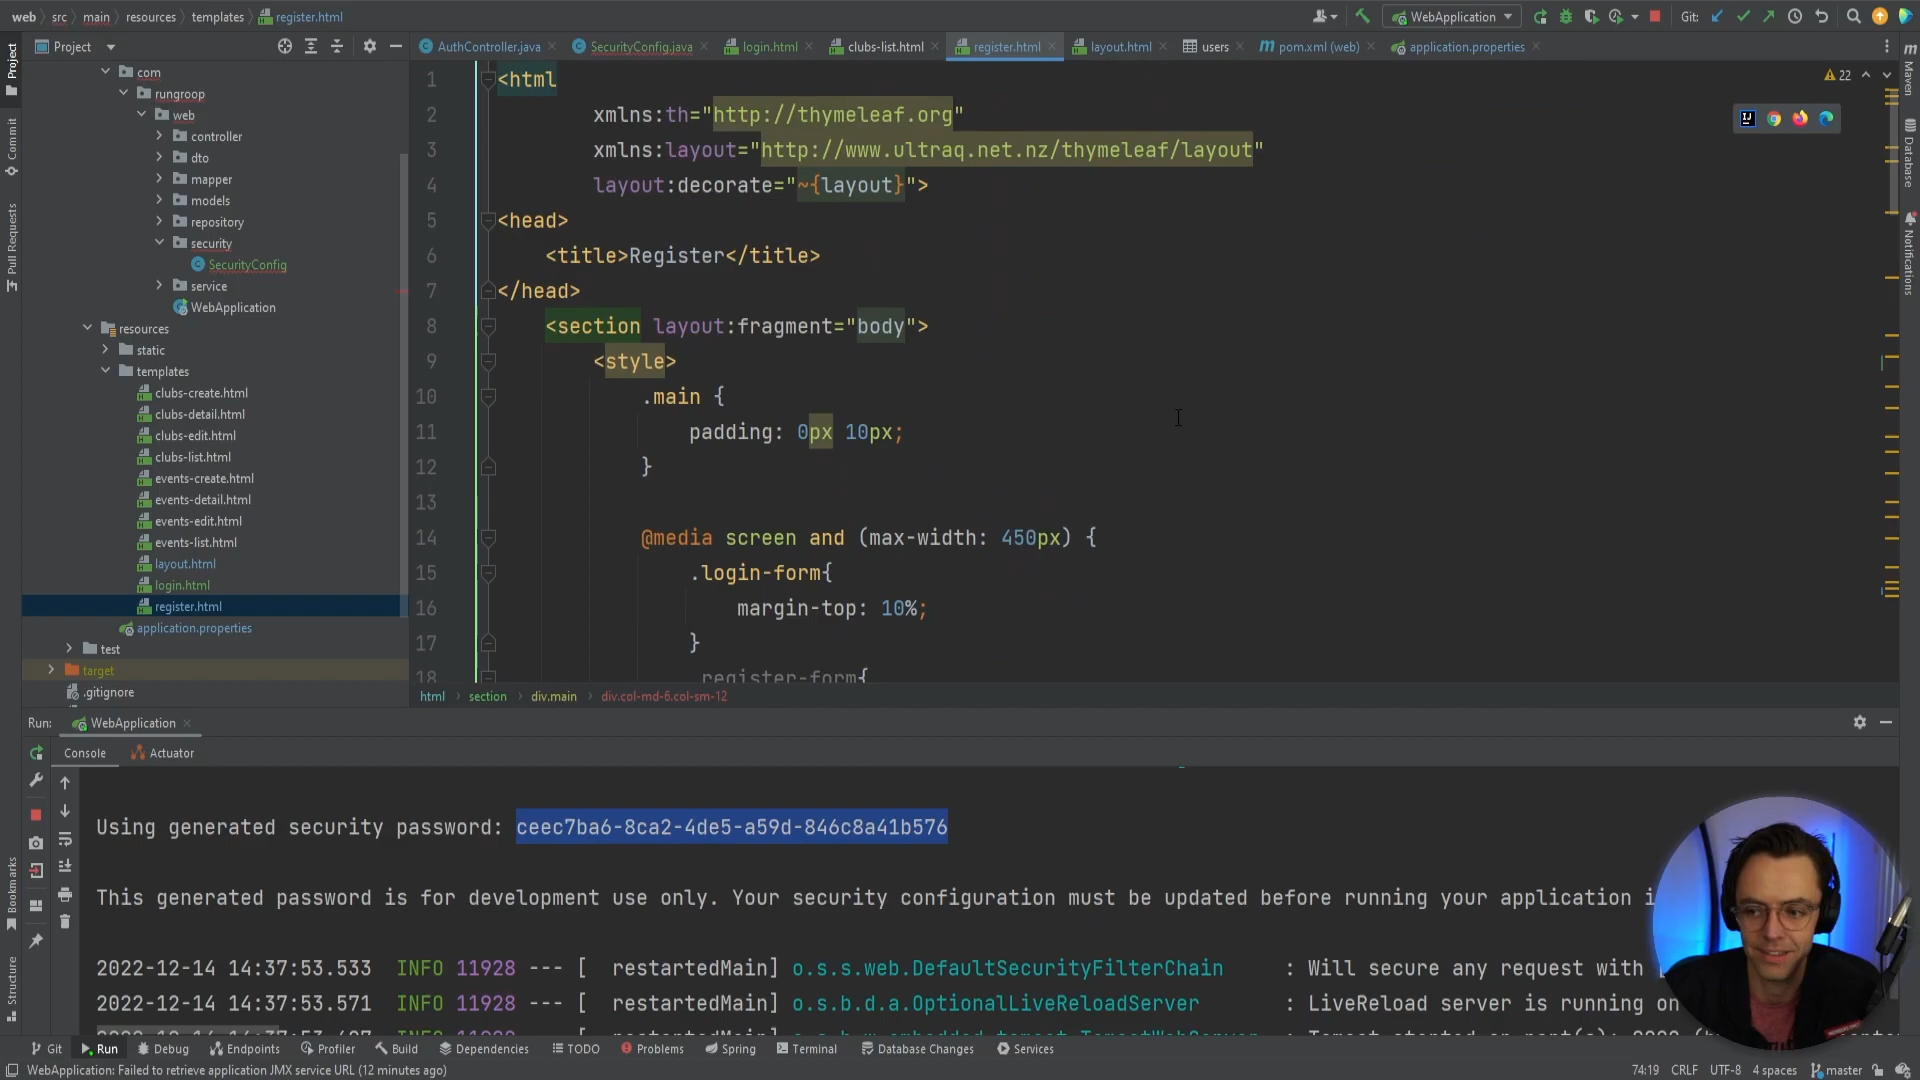 web src main resources templates register.html
WebApplication
Git:
Project
AuthController.java
SecurityConfig.java
login.html
clubs-list.html
register.html
layout.html
users
pom.xml (web)
application.properties
Project
Commit
Pull Requests
Bookmarks
Structure
Maven
Database
Notifications
com
rungroop
web
controller
dto
mapper
models
repository
security
SecurityConfig
service
WebApplication
resources
static
templates
clubs-create.html
clubs-detail.html
clubs-edit.html
clubs-list.html
events-create.html
events-detail.html
events-edit.html
events-list.html
layout.html
login.html
register.html
application.properties
test
target
.gitignore
22
1 <html
2 xmlns:th="http://thymeleaf.org"
3 xmlns:layout="http://www.ultraq.net.nz/thymeleaf/layout"
4 layout:decorate="~{layout}">
5 <head>
6 <title>Register</title>
7 </head>
8 <section layout:fragment="body">
9 <style>
10 .main {
11 padding: 0px 10px;
12 }
13
14 @media screen and (max-width: 450px) {
15 .login-form{
16 margin-top: 10%;
17 }
18 register-form{
html section div.main div.col-md-6.col-sm-12
Run: WebApplication
Console Actuator
Using generated security password: ceec7ba6-8ca2-4de5-a59d-846c8a41b576
This generated password is for development use only. Your security configuration must be updated before running your application i
2022-12-14 14:37:53.533 INFO 11928 --- [ restartedMain] o.s.s.web.DefaultSecurityFilterChain : Will secure any request with
2022-12-14 14:37:53.571 INFO 11928 --- [ restartedMain] o.s.b.d.a.OptionalLiveReloadServer : LiveReload server is running on
Git Run Debug Endpoints Profiler Build Dependencies TODO Problems Spring Terminal Database Changes Services
WebApplication: Failed to retrieve application JMX service URL (12 minutes ago)
74:19 CRLF UTF-8 4 spaces master